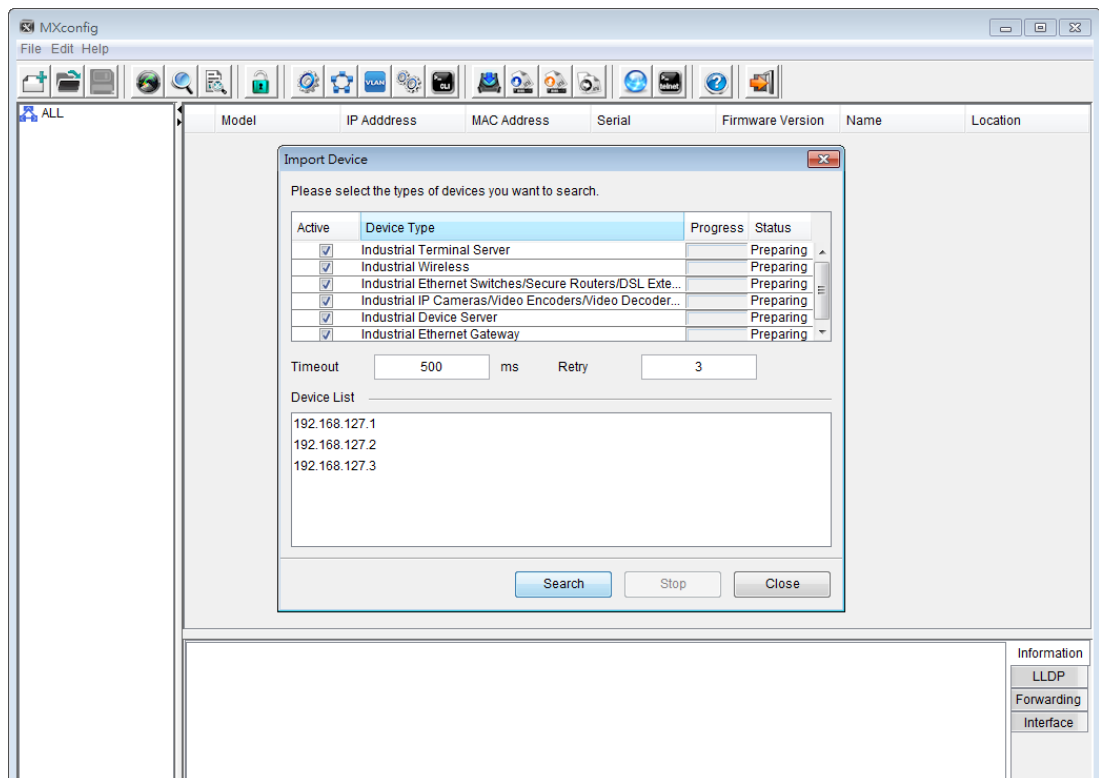 MXconfig
File Edit Help
VLAN CLI telnet
ALL
Model IP Adddress MAC Address Serial Firmware Version Name Location
Import Device
Please select the types of devices you want to search.
Active Device Type Progress Status
Industrial Terminal Server Preparing
Industrial Wireless Preparing
Industrial Ethernet Switches/Secure Routers/DSL Exte... Preparing
Industrial IP Cameras/Video Encoders/Video Decoder... Preparing
Industrial Device Server Preparing
Industrial Ethernet Gateway Preparing
Timeout 500 ms Retry 3
Device List
192.168.127.1
192.168.127.2
192.168.127.3
Search Stop Close
Information
LLDP
Forwarding
Interface